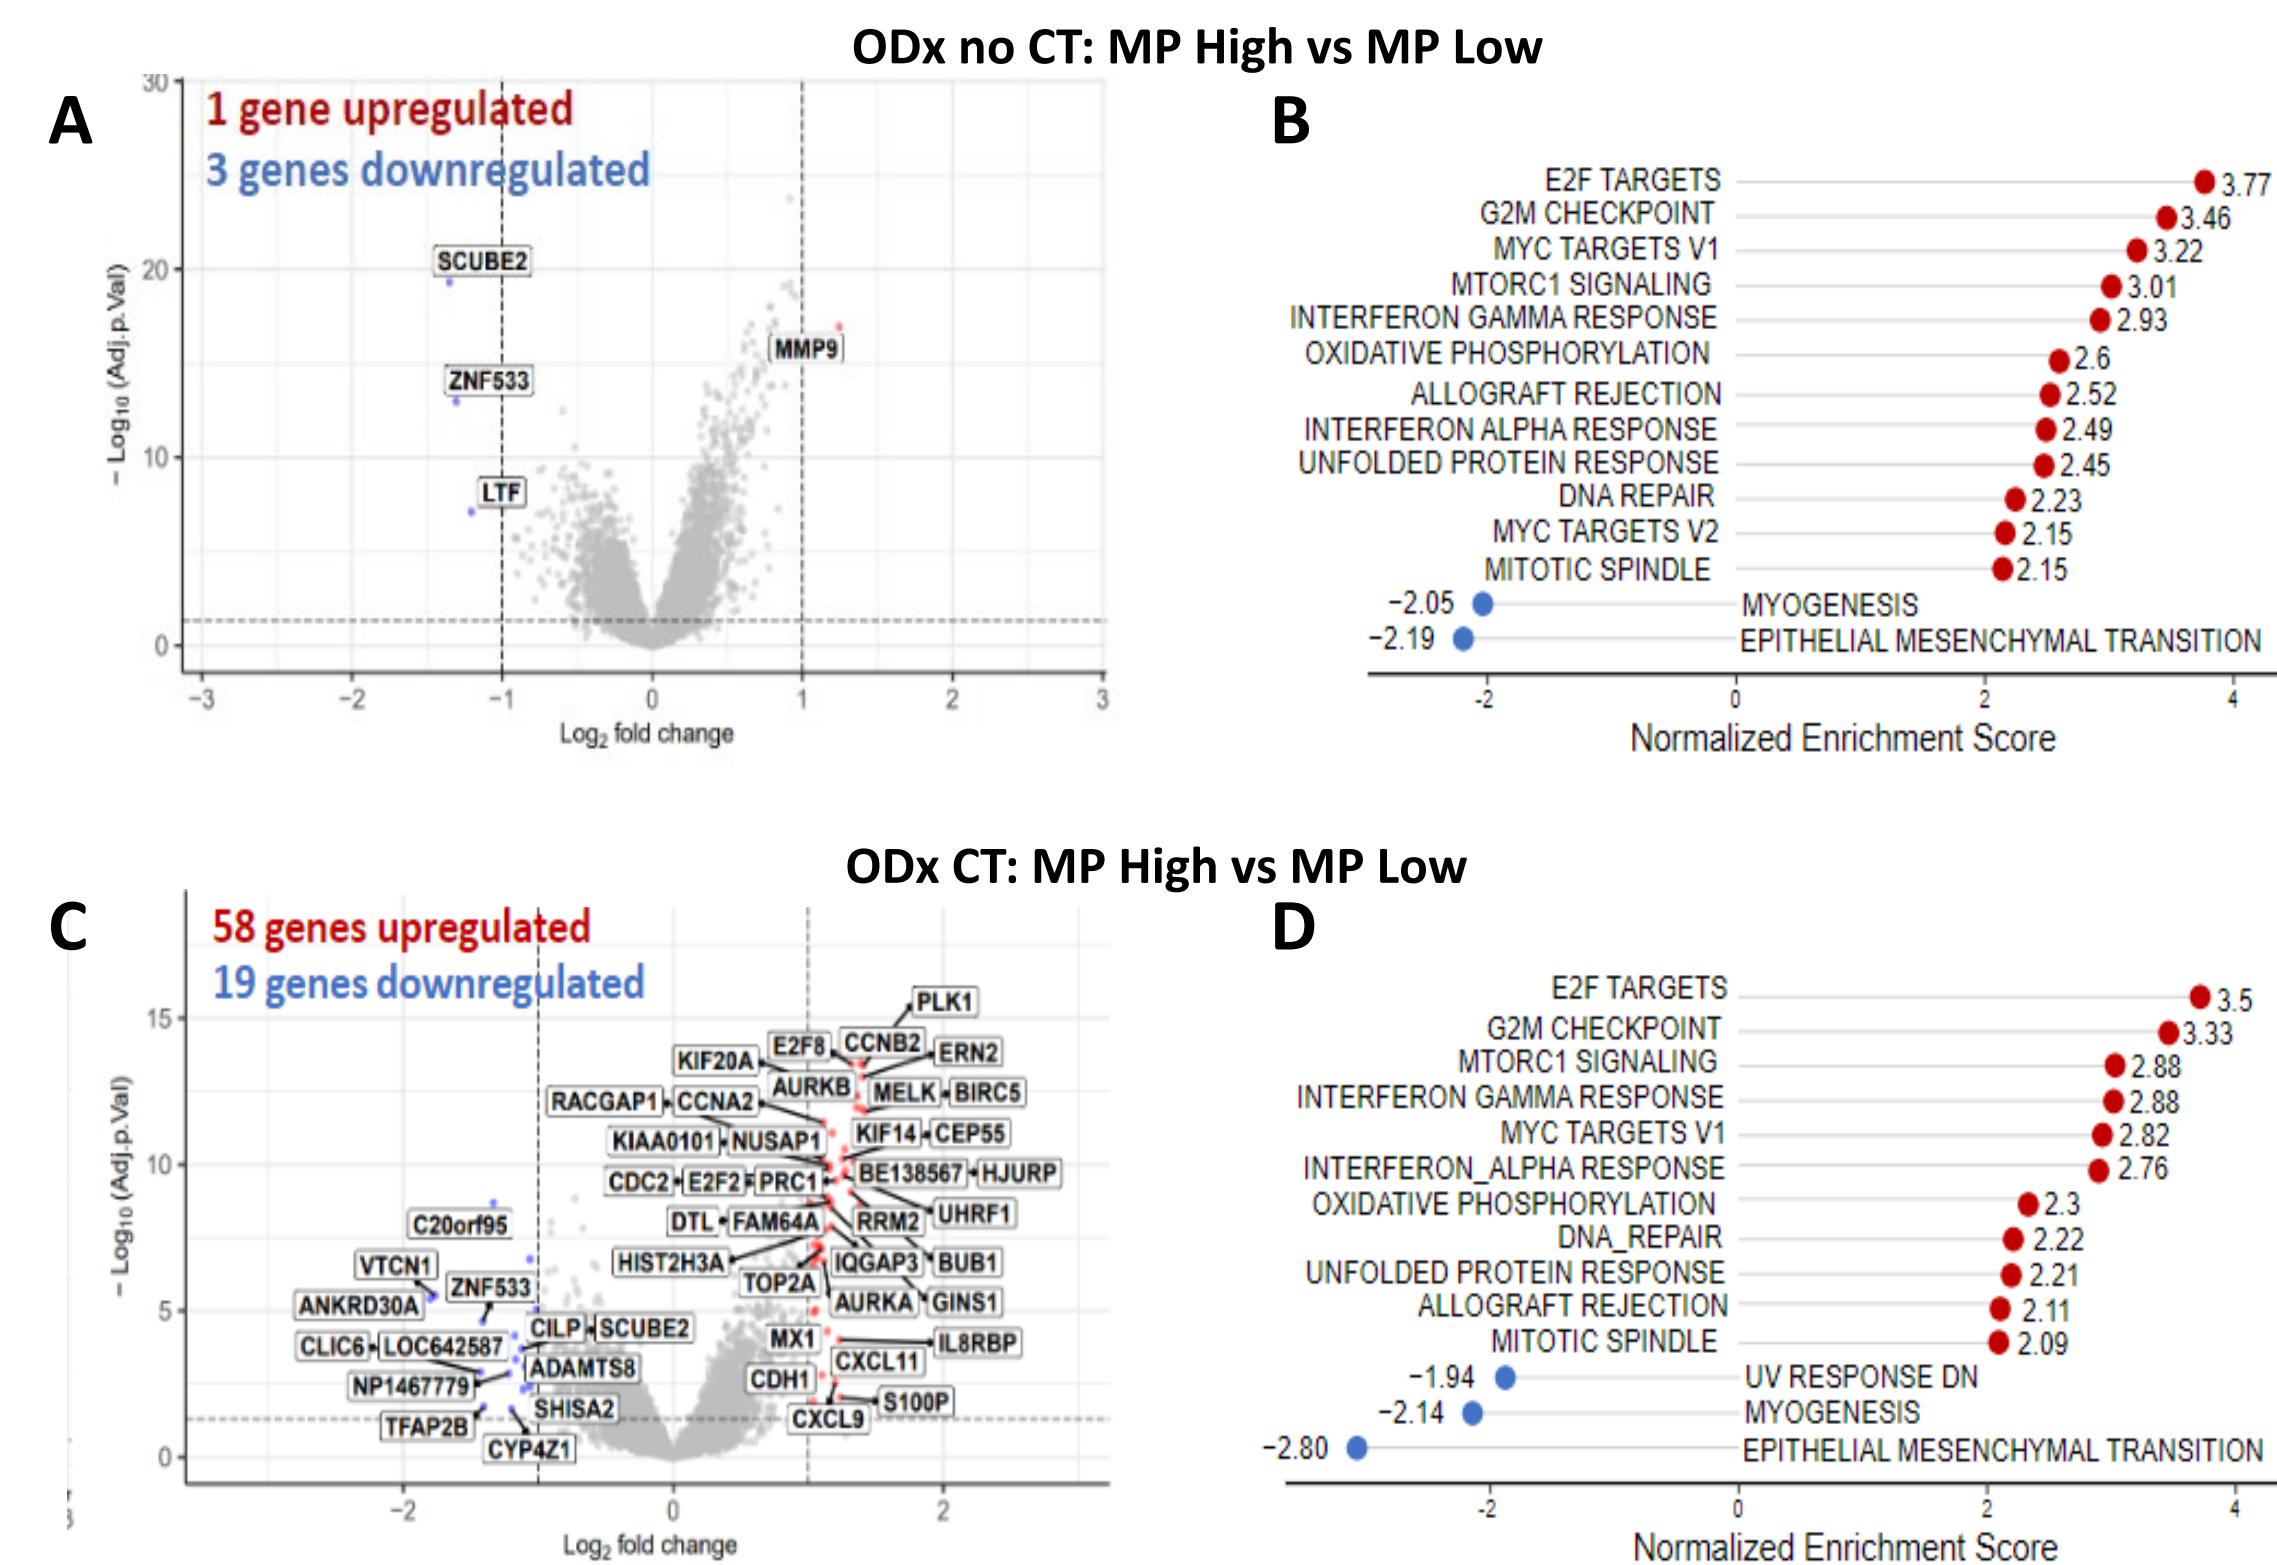 ODx no CT: MP High vs MP Low
A
1 gene upregulated
3 genes downregulated
30
20
10
0
− Log10 (Adj.p.Val)
SCUBE2
ZNF533
LTF
MMP9
−3 −2 −1 0 1 2 3
Log2 fold change
B
E2F TARGETS 3.77
G2M CHECKPOINT 3.46
MYC TARGETS V1 3.22
MTORC1 SIGNALING 3.01
INTERFERON GAMMA RESPONSE 2.93
OXIDATIVE PHOSPHORYLATION 2.6
ALLOGRAFT REJECTION 2.52
INTERFERON ALPHA RESPONSE 2.49
UNFOLDED PROTEIN RESPONSE 2.45
DNA REPAIR 2.23
MYC TARGETS V2 2.15
MITOTIC SPINDLE 2.15
−2.05 MYOGENESIS
−2.19 EPITHELIAL MESENCHYMAL TRANSITION
-2 0 2 4
Normalized Enrichment Score
ODx CT: MP High vs MP Low
C
58 genes upregulated
19 genes downregulated
15
10
5
0
− Log10 (Adj.p.Val)
PLK1
E2F8 CCNB2
KIF20A ERN2
AURKB MELK BIRC5
RACGAP1 CCNA2
KIF14 CEP55
KIAA0101 NUSAP1
BE138567 HJURP
CDC2 E2F2 PRC1
UHRF1
DTL FAM64A RRM2
C20orf95
HIST2H3A IQGAP3 BUB1
VTCN1
TOP2A
ZNF533
ANKRD30A AURKA GINS1
CILP SCUBE2
MX1 IL8RBP
CLIC6 LOC642587
CXCL11
ADAMTS8
CDH1
NP1467779
S100P
SHISA2
CXCL9
TFAP2B
CYP4Z1
−2 0 2
Log2 fold change
D
E2F TARGETS 3.5
G2M CHECKPOINT 3.33
MTORC1 SIGNALING 2.88
INTERFERON GAMMA RESPONSE 2.88
MYC TARGETS V1 2.82
INTERFERON_ALPHA RESPONSE 2.76
OXIDATIVE PHOSPHORYLATION 2.3
DNA_REPAIR 2.22
UNFOLDED PROTEIN RESPONSE 2.21
ALLOGRAFT REJECTION 2.11
MITOTIC SPINDLE 2.09
−1.94 UV RESPONSE DN
−2.14 MYOGENESIS
−2.80 EPITHELIAL MESENCHYMAL TRANSITION
-2 0 2 4
Normalized Enrichment Score